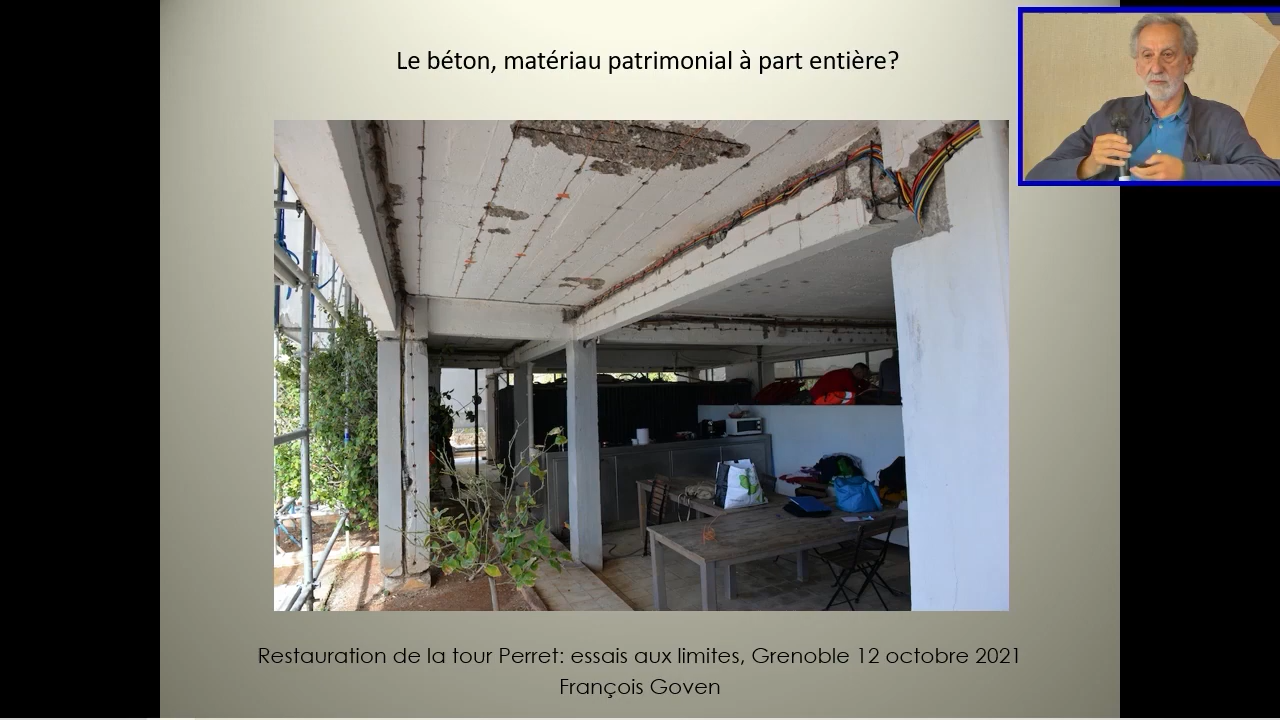 Le béton, matériau patrimonial à part entière?
Restauration de la tour Perret: essais aux limites, Grenoble 12 octobre 2021
François Goven